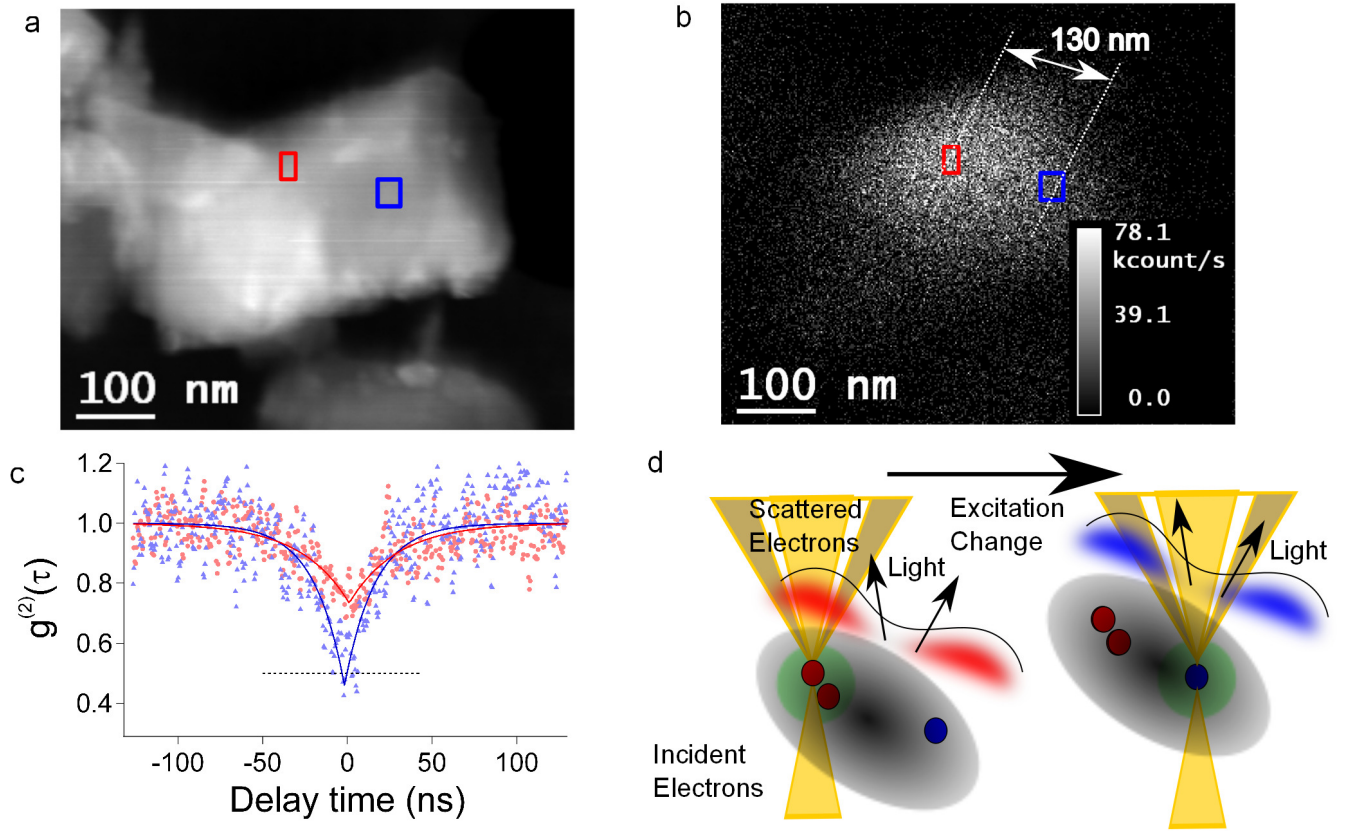 a
100 nm
b
130 nm
78.1
kcount/s
39.1
0.0
100 nm
c
1.2
1.0
0.8
0.6
0.4
g(2)(τ)
-100
-50
0
50
100
Delay time (ns)
d
Scattered
Electrons
Light
Excitation
Change
Light
Incident
Electrons